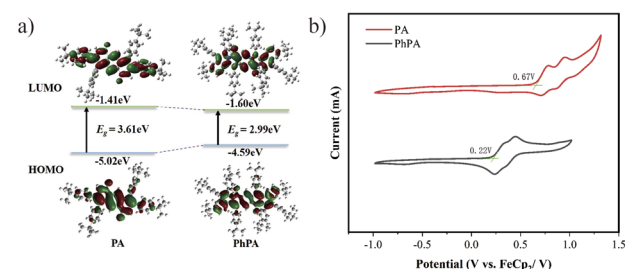 a)
LUMO
-1.41eV
-1.60eV
Eg = 3.61eV
Eg = 2.99eV
HOMO
-5.02eV
-4.59eV
PA
PhPA
b)
PA
PhPA
0.67V
0.22V
Current (mA)
-1.0 -0.5 0.0 0.5 1.0 1.5
Potential (V vs. FeCp₂/ V)